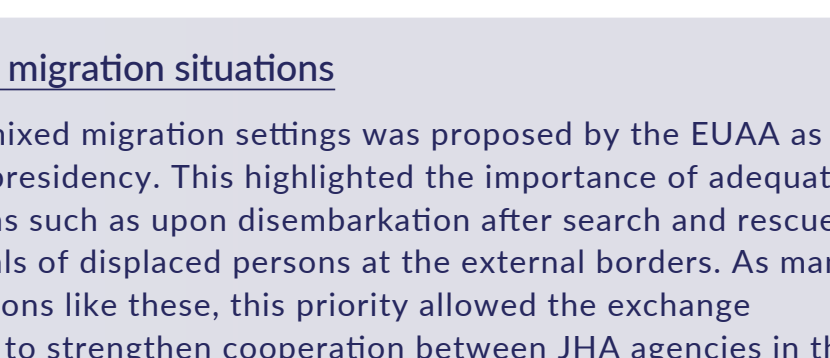 migration situations
mixed migration settings was proposed by the EUAA as
presidency. This highlighted the importance of adequat
as such as upon disembarkation after search and rescue
als of displaced persons at the external borders. As mar
ons like these, this priority allowed the exchange
to strengthen cooperation between JHA agencies in th